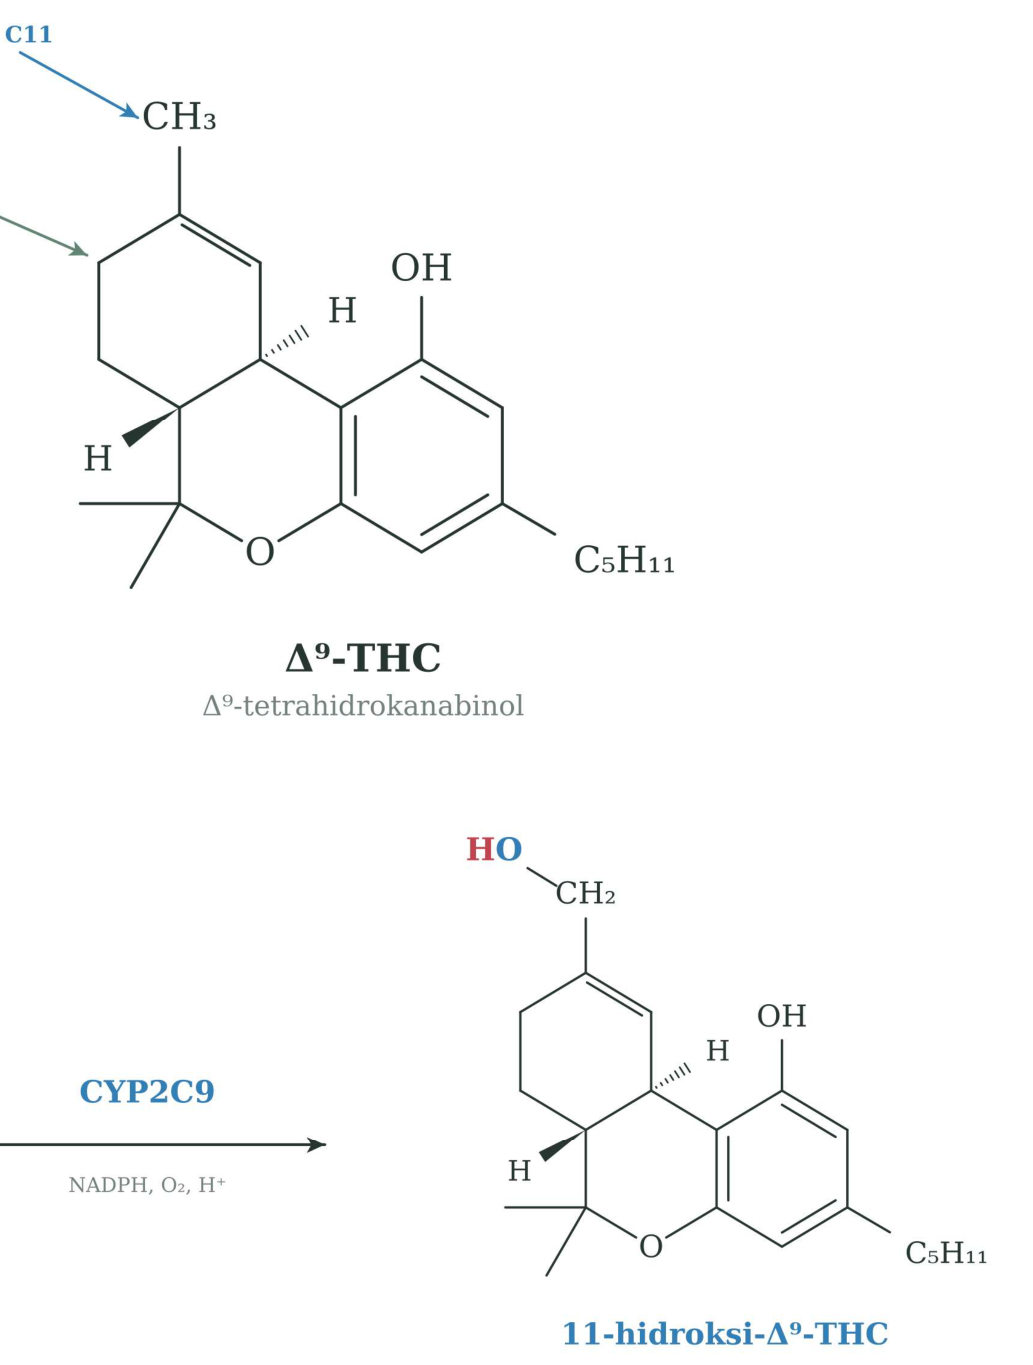 C11
CH₃
OH
H
H
O
C₅H₁₁
Δ⁹-THC
Δ⁹-tetrahidrokanabinol
HO
CH₂
OH
H
CYP2C9
H
NADPH, O₂, H⁺
O
C₅H₁₁
11-hidroksi-Δ⁹-THC